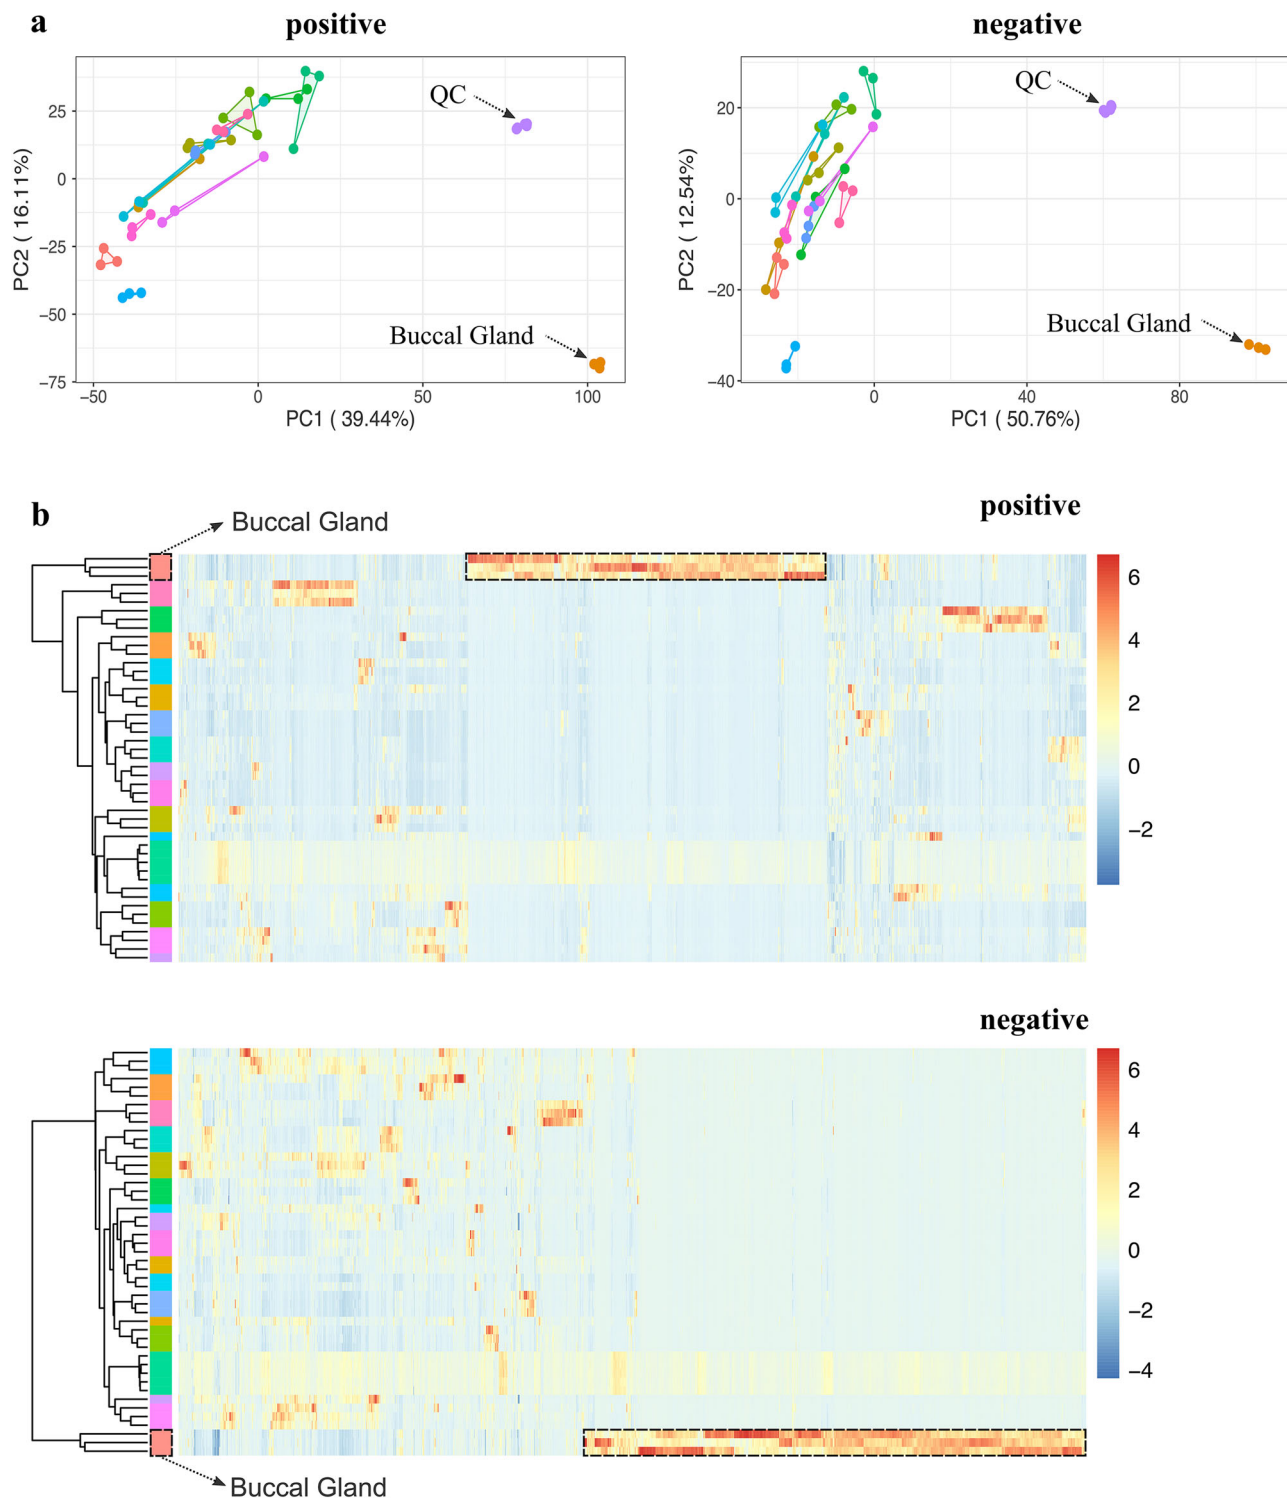 a
positive
negative
QC
Buccal Gland
25
0
−25
−50
−75
−50
0
50
100
PC1 ( 39.44%)
PC2 ( 16.11%)
QC
Buccal Gland
20
0
−20
−40
0
40
80
PC1 ( 50.76%)
PC2 ( 12.54%)
b
Buccal Gland
positive
6
4
2
0
−2
negative
6
4
2
0
−2
−4
Buccal Gland